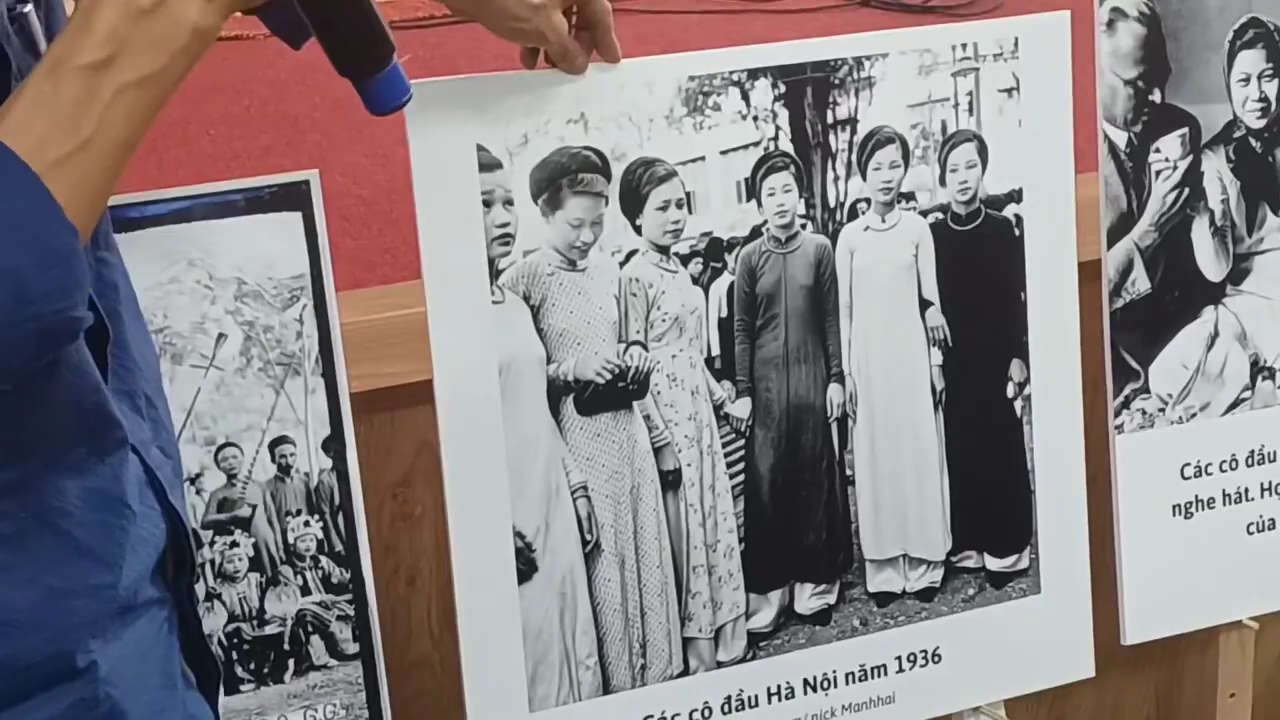 Các cô đầu Hà Nội năm 1936
nick Manhhai
Các cô đầu
nghe hát. Họ
của